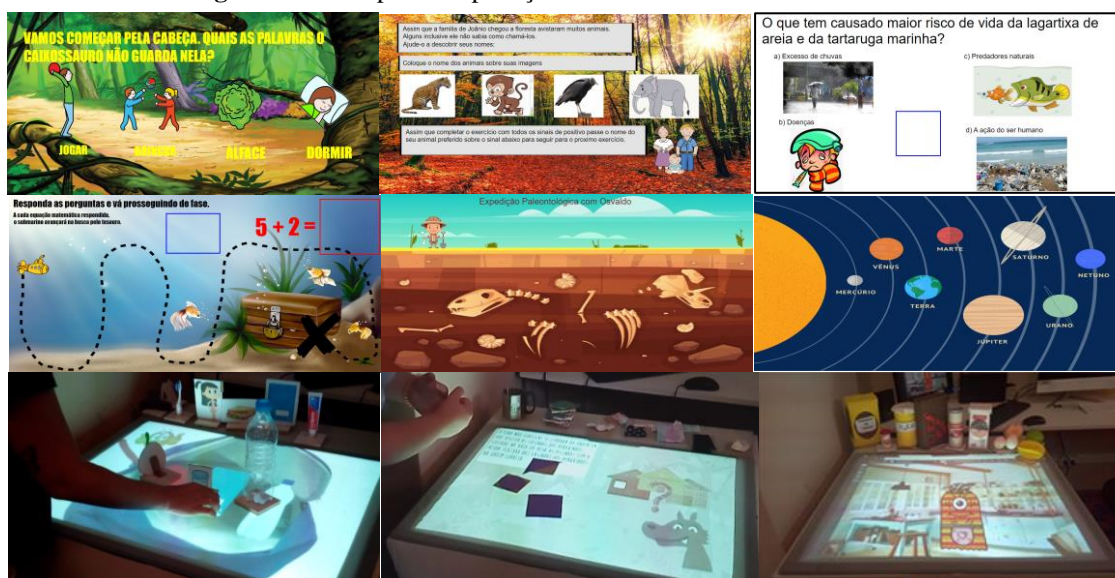 VAMOS COMEÇAR PELA CABEÇA. QUAIS AS PALAVRAS O
CAIXOSSAURO NÃO GUARDA NELA?
JOGAR
ALFACE
DORMIR
Assim que a família de Joãino chegou a floresta avistaram muitos animais.
Alguns inclusive ele não sabia como chamá-los.
Ajude-o a descobrir seus nomes:
Coloque o nome dos animais sobre suas imagens
Assim que completar o exercício com todos os sinais de positivo passe o nome do
seu animal preferido sobre o sinal abaixo para seguir para o proximo exercício.
O que tem causado maior risco de vida da lagartixa de
areia e da tartaruga marinha?
a) Excesso de chuvas
c) Predadores naturais
b) Doenças
d) A ação do ser humano
Responda as perguntas e vá prosseguindo de fase.
A cada equação matemática respondida,
o submarino avançará na busca pelo tesouro.
5 + 2 =
Expedição Paleontológica com Osvaldo
MERCÚRIO
VÊNUS
TERRA
MARTE
JÚPITER
SATURNO
URANO
NETUNO